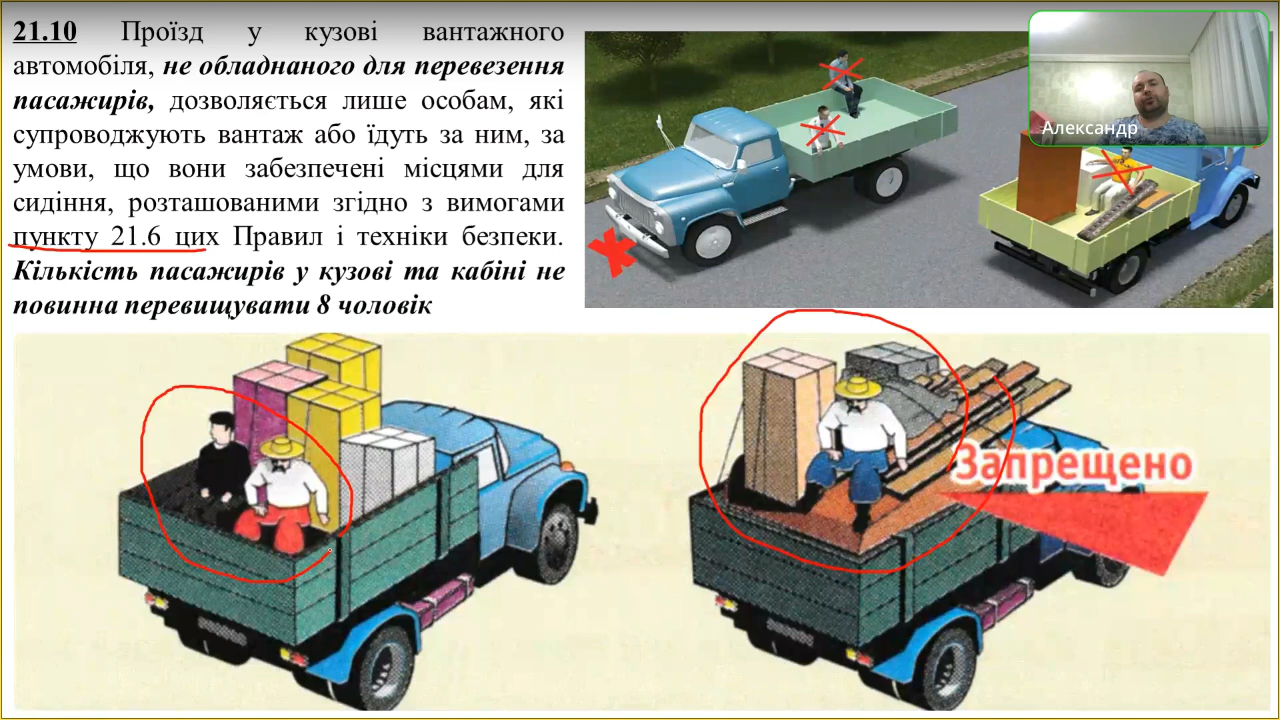 21.10 Проїзд у кузові вантажного
автомобіля, не обладнаного для перевезення
пасажирів, дозволяється лише особам, які
супроводжують вантаж або їдуть за ним, за
умови, що вони забезпечені місцями для
сидіння, розташованими згідно з вимогами
пункту 21.6 цих Правил і техніки безпеки.
Кількість пасажирів у кузові та кабіні не
повинна перевищувати 8 чоловік
Александр
Запрещено